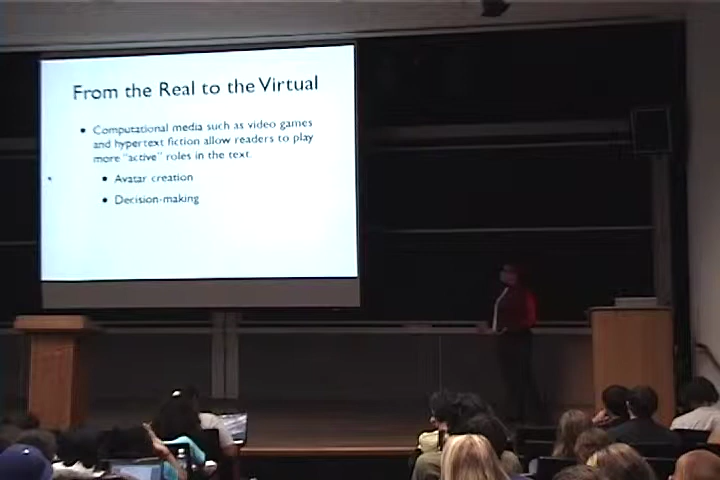 From the Real to the Virtual
• Computational media such as video games
and hypertext fiction allow readers to play
more "active" roles in the text.
• Avatar creation
• Decision-making